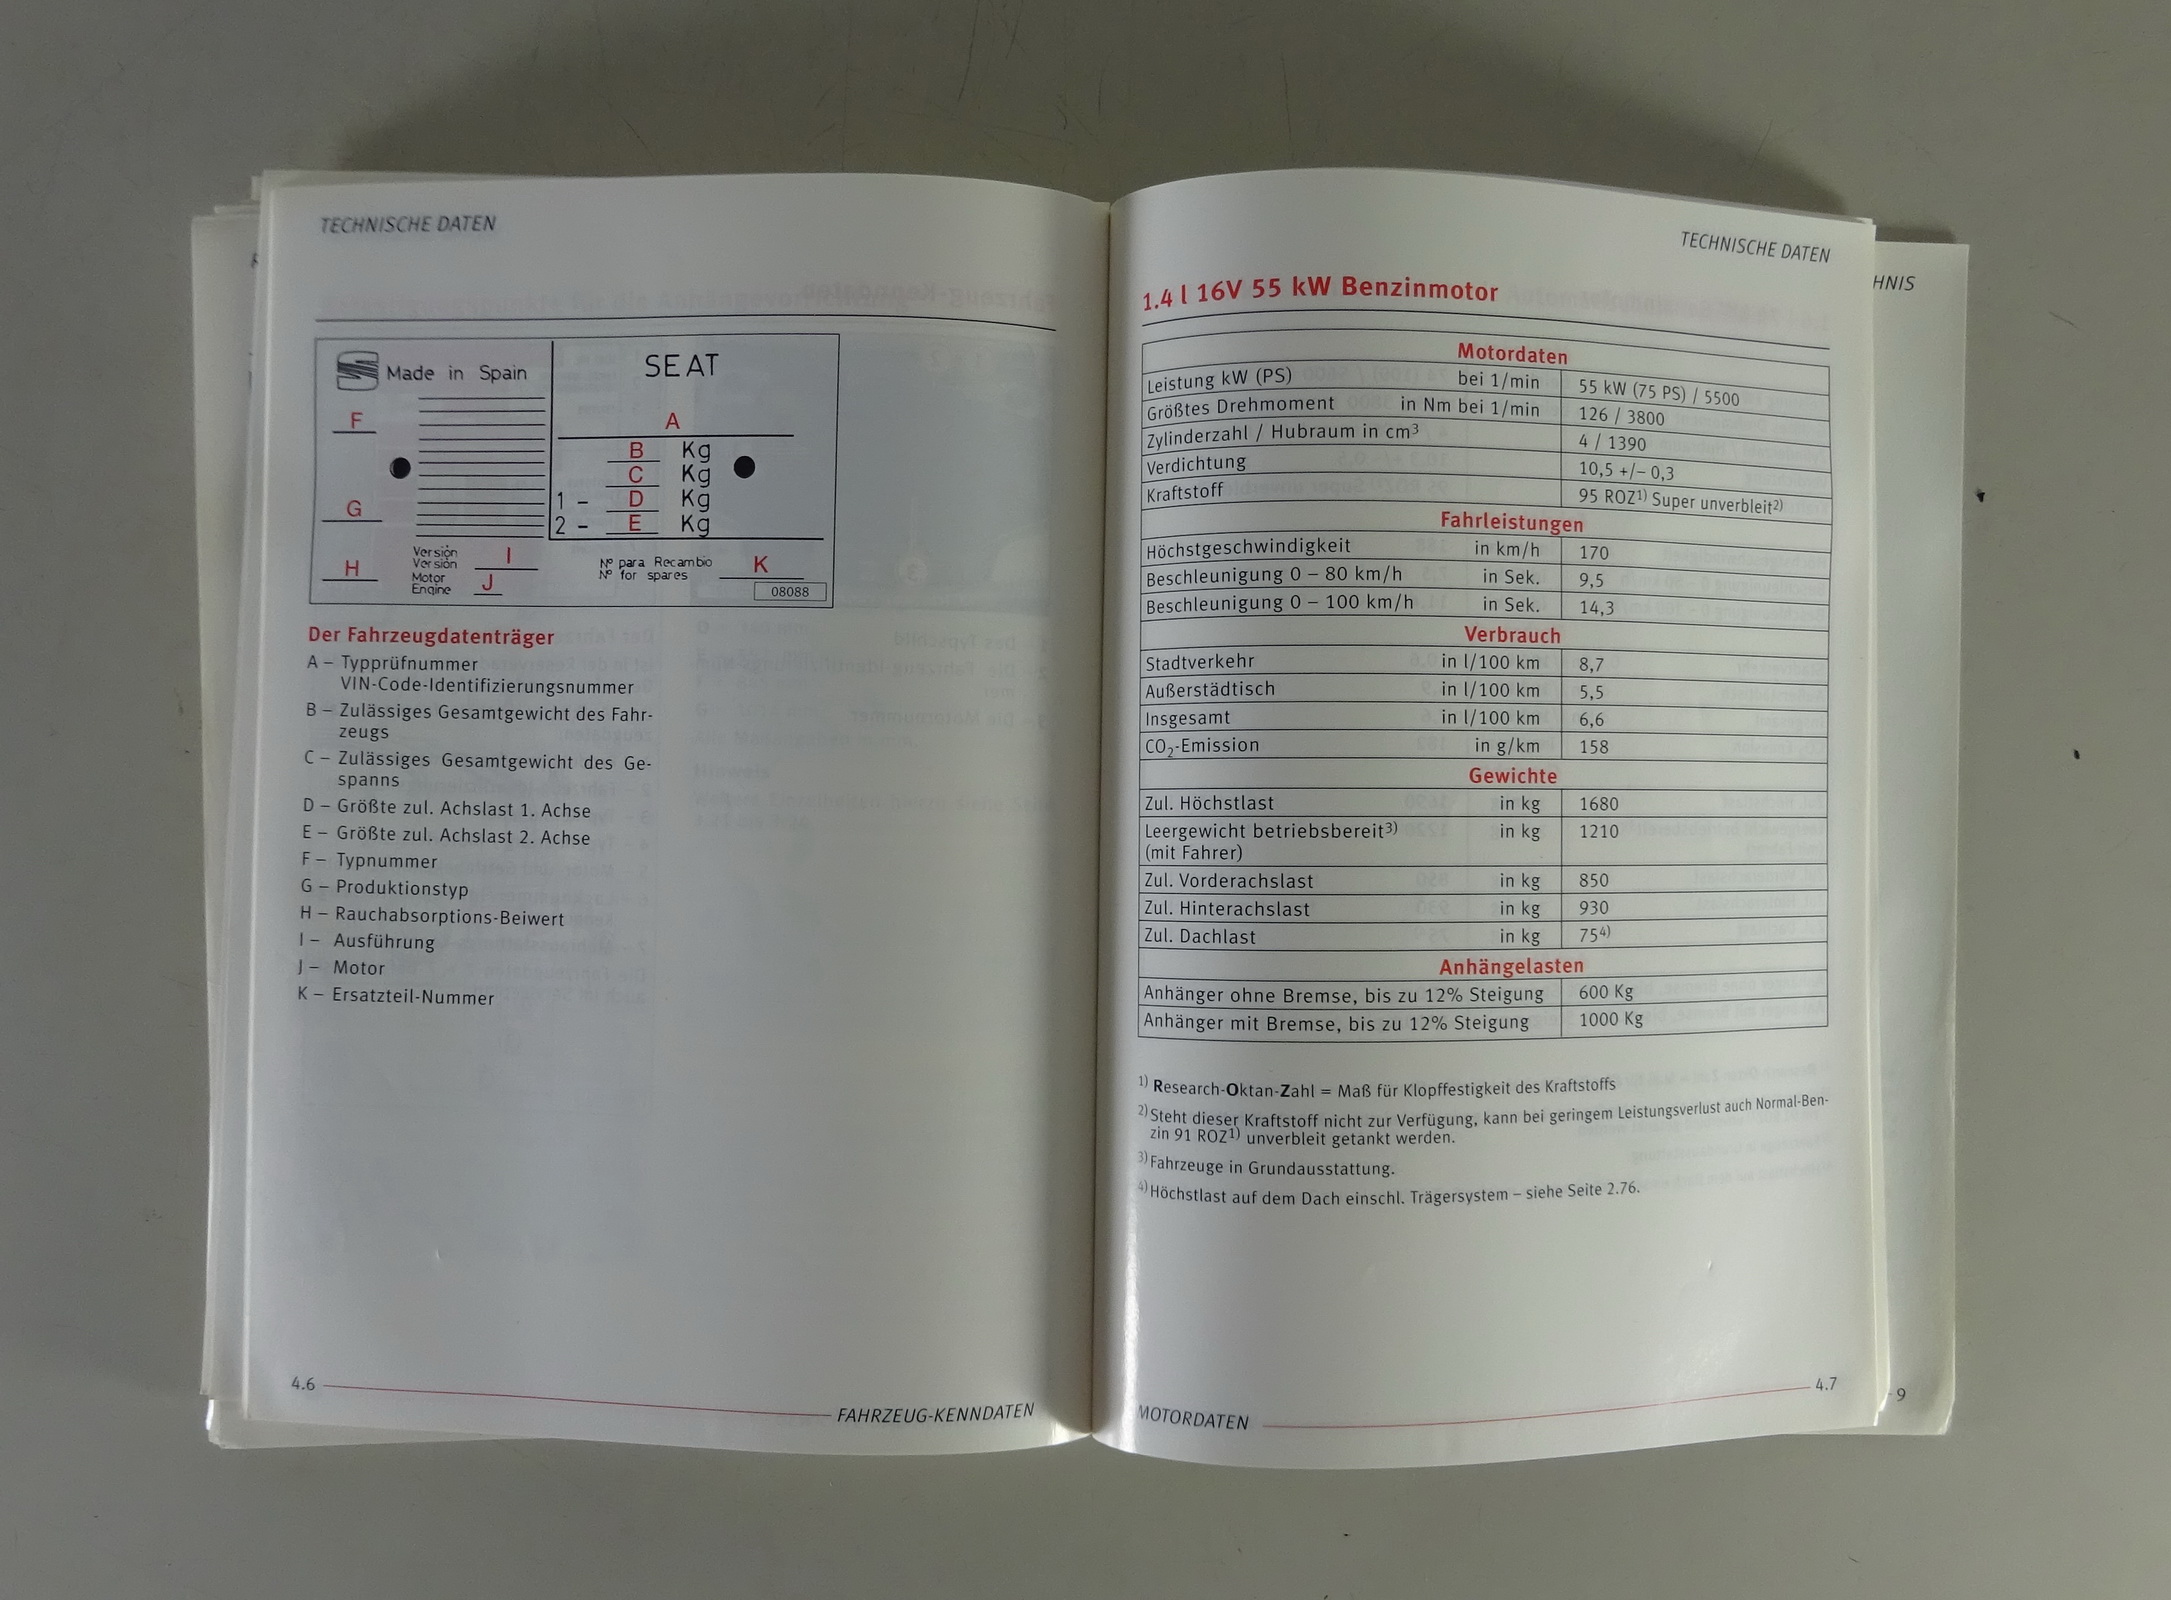 TECHNISCHE DATEN
Made in Spain
SEAT
F
A
B Kg
C Kg
G
1 - D Kg
2 - E Kg
H
Versión
Versión
I
Motor
Engine
J
Nº para Recambio
Nº for spares
K
08088
Der Fahrzeugdatenträger
A – Typprüfnummer
VIN-Code-Identifizierungsnummer
B – Zulässiges Gesamtgewicht des Fahr-
zeugs
C – Zulässiges Gesamtgewicht des Ge-
spanns
D – Größte zul. Achslast 1. Achse
E – Größte zul. Achslast 2. Achse
F – Typnummer
G – Produktionstyp
H – Rauchabsorptions-Beiwert
I – Ausführung
J – Motor
K – Ersatzteil-Nummer
4.6
FAHRZEUG-KENNDATEN
TECHNISCHE DATEN
1.4 l 16V 55 kW Benzinmotor
Motordaten
Leistung kW (PS) bei 1/min 55 kW (75 PS) / 5500
Größtes Drehmoment in Nm bei 1/min 126 / 3800
Zylinderzahl / Hubraum in cm³ 4 / 1390
Verdichtung 10,5 +/– 0,3
Kraftstoff 95 ROZ1) Super unverbleit2)
Fahrleistungen
Höchstgeschwindigkeit in km/h 170
Beschleunigung 0 – 80 km/h in Sek. 9,5
Beschleunigung 0 – 100 km/h in Sek. 14,3
Verbrauch
Stadtverkehr in l/100 km 8,7
Außerstädtisch in l/100 km 5,5
Insgesamt in l/100 km 6,6
CO₂-Emission in g/km 158
Gewichte
Zul. Höchstlast in kg 1680
Leergewicht betriebsbereit3) in kg 1210
(mit Fahrer)
Zul. Vorderachslast in kg 850
Zul. Hinterachslast in kg 930
Zul. Dachlast in kg 754)
Anhängelasten
Anhänger ohne Bremse, bis zu 12% Steigung 600 Kg
Anhänger mit Bremse, bis zu 12% Steigung 1000 Kg
1) Research-Oktan-Zahl = Maß für Klopffestigkeit des Kraftstoffs
2) Steht dieser Kraftstoff nicht zur Verfügung, kann bei geringem Leistungsverlust auch Normal-Ben-
zin 91 ROZ1) unverbleit getankt werden.
3) Fahrzeuge in Grundausstattung.
4) Höchstlast auf dem Dach einschl. Trägersystem – siehe Seite 2.76.
4.7
MOTORDATEN
HNIS
9